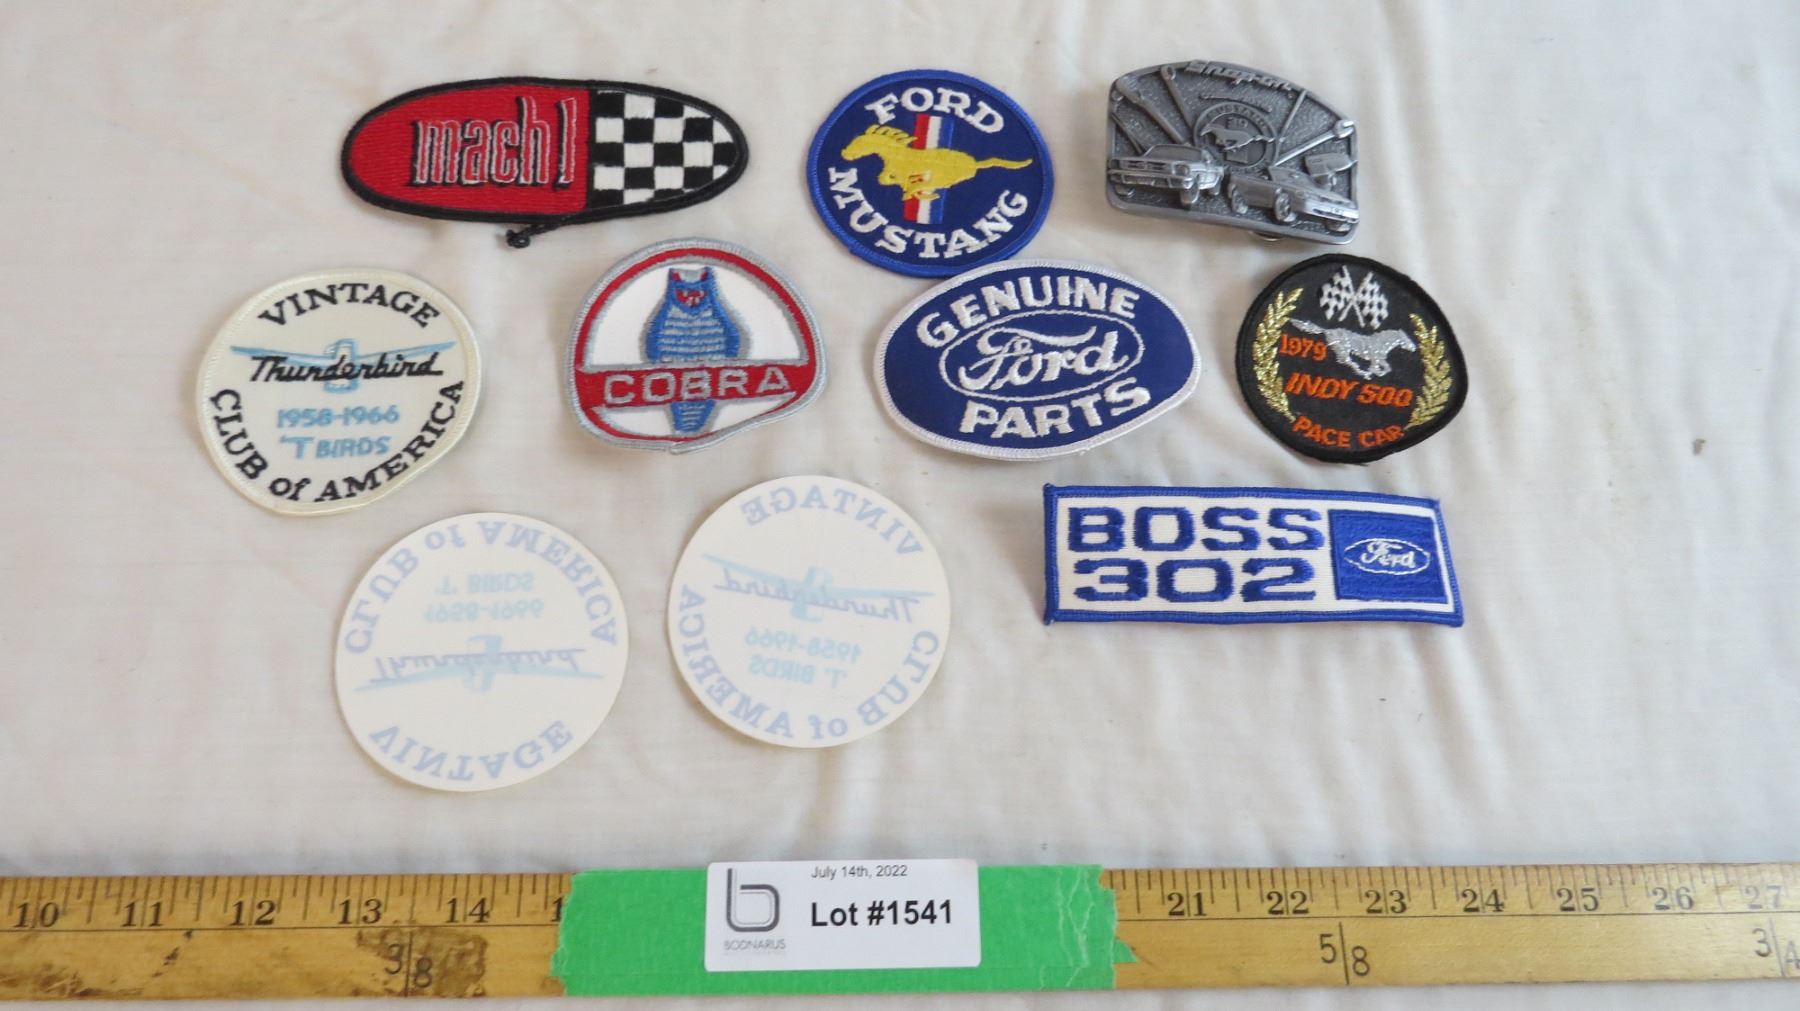 mach 1
FORD
MUSTANG
Snap-on
VINTAGE
Thunderbird
1958-1966
'T' BIRDS
CLUB of AMERICA
COBRA
GENUINE
Ford
PARTS
1979
INDY 500
PACE CAR
CLUB of AMERICA
'T' BIRDS
1958-1966
Thunderbird
VINTAGE
VINTAGE
Thunderbird
1958-1966
'T' BIRDS
CLUB of AMERICA
BOSS
302
Ford
July 14th, 2022
Lot #1541
BODNARUS
10 11 12 13 14 1 21 22 23 24 25 26 27
3 8 5 8 3 4